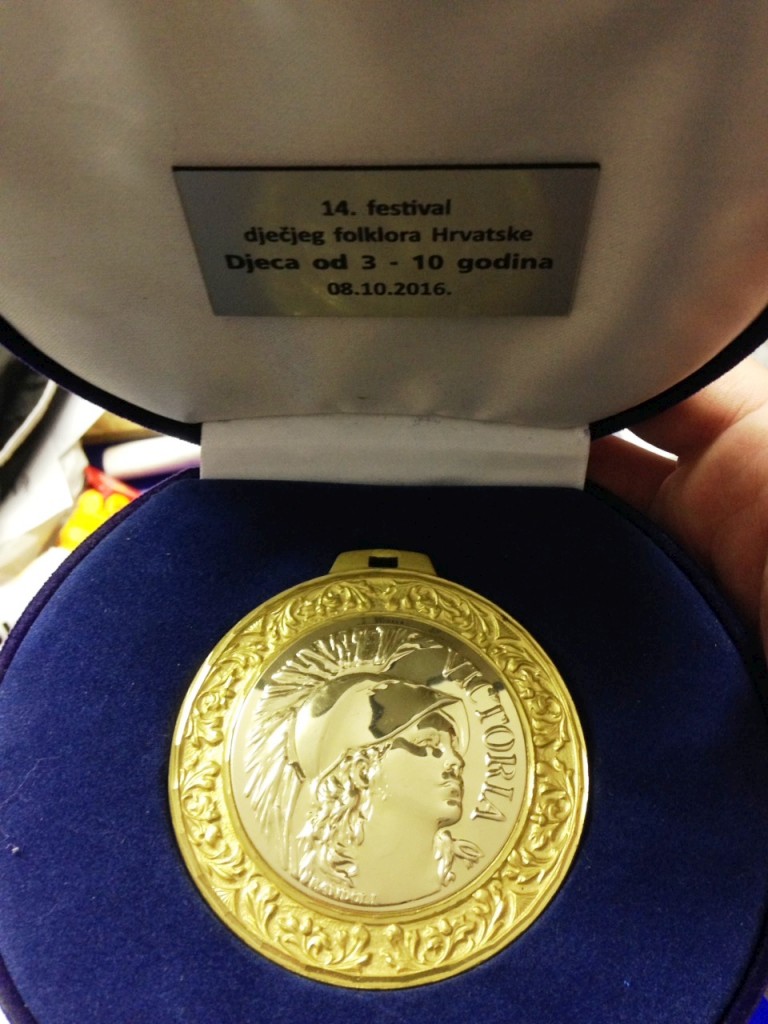 14. festival
dječjeg folklora Hrvatske
Djeca od 3 - 10 godina
08.10.2016.
VICTORIA